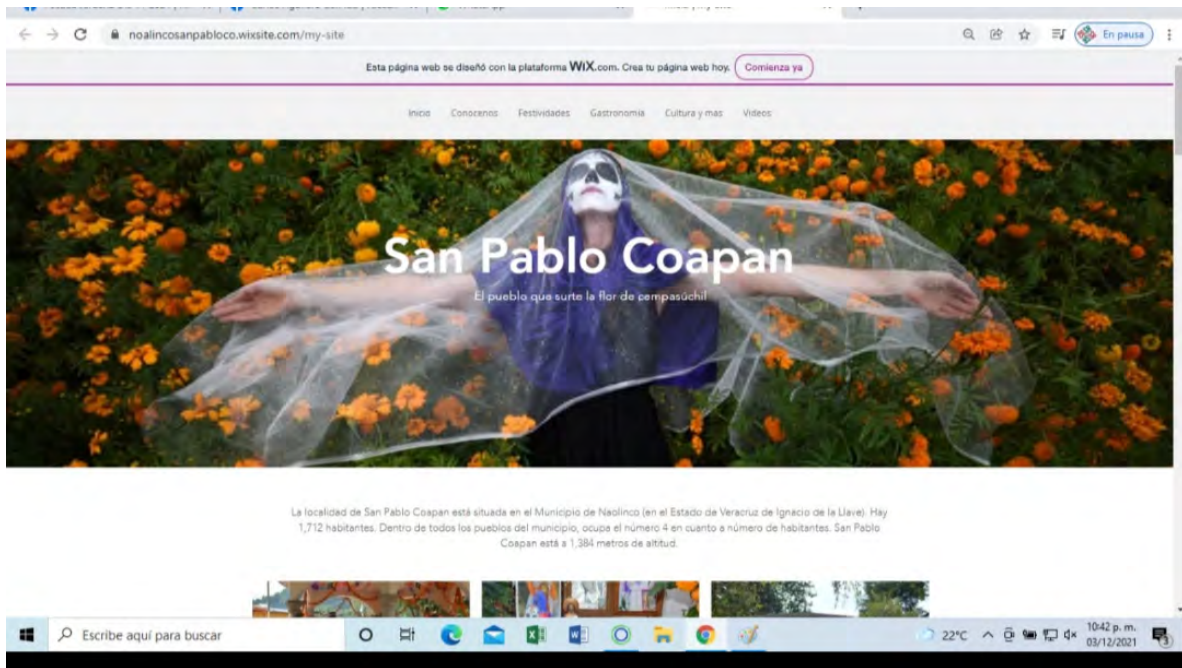 noalincosanpabloco.wixsite.com/my-site
En pausa
Esta página web se diseñó con la plataforma WiX.com. Crea tu página web hoy. Comienza ya
Inicio Conocenos Festividades Gastronomía Cultura y mas Videos
San Pablo Coapan
El pueblo que surte la flor de cempasúchil
La localidad de San Pablo Coapan está situada en el Municipio de Naolinco (en el Estado de Veracruz de Ignacio de la Llave). Hay
1,712 habitantes. Dentro de todos los pueblos del municipio, ocupa el número 4 en cuanto a número de habitantes. San Pablo
Coapan está a 1,384 metros de altitud.
Escribe aquí para buscar
22°C
10:42 p. m.
03/12/2021
3